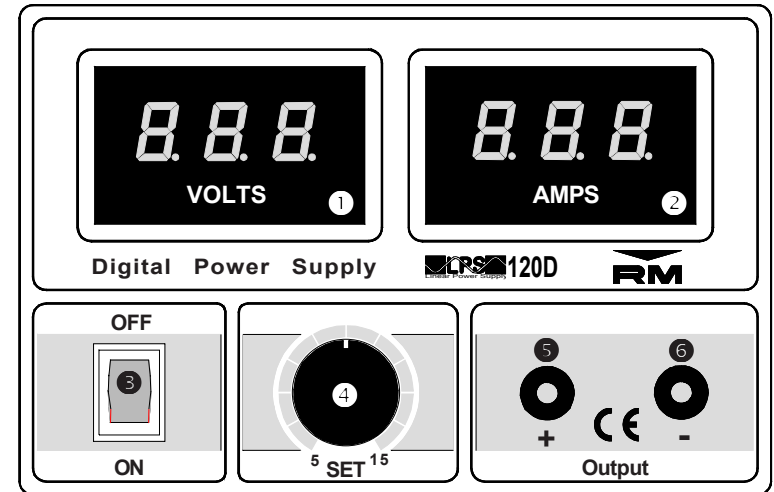 8.8.8.
8.8.8.
VOLTS
1
AMPS
2
Digital Power Supply
LRS 120D
Linear Power Supply
RM
OFF
3
ON
4
5 SET 15
5
6
+
CE
-
Output